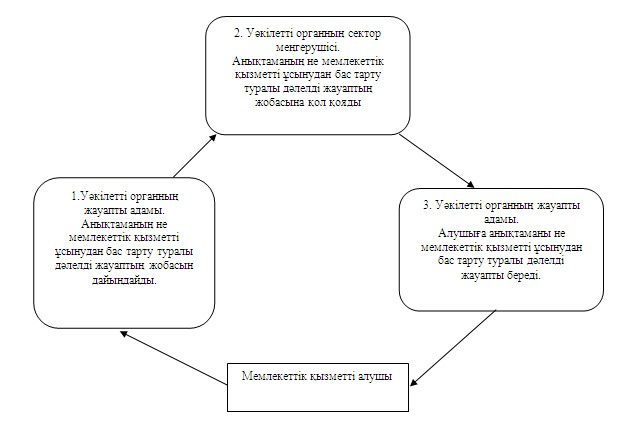 2. Уәкілетті органның сектор
меңгерушісі.
Анықтаманың не мемлекеттік
қызметті ұсынудан бас тарту
туралы дәлелді жауаптың
жобасына қол қояды
1.Уәкілетті органның
жауапты адамы.
Анықтаманың не
мемлекеттік қызметті
ұсынудан бас тарту туралы
дәлелді жауаптың жобасын
дайындайды.
3. Уәкілетті органның жауапты
адамы.
Алушыға анықтаманы не
мемлекеттік қызметті ұсынудан
бас тарту туралы дәлелді
жауапты береді.
Мемлекеттік қызметті алушы